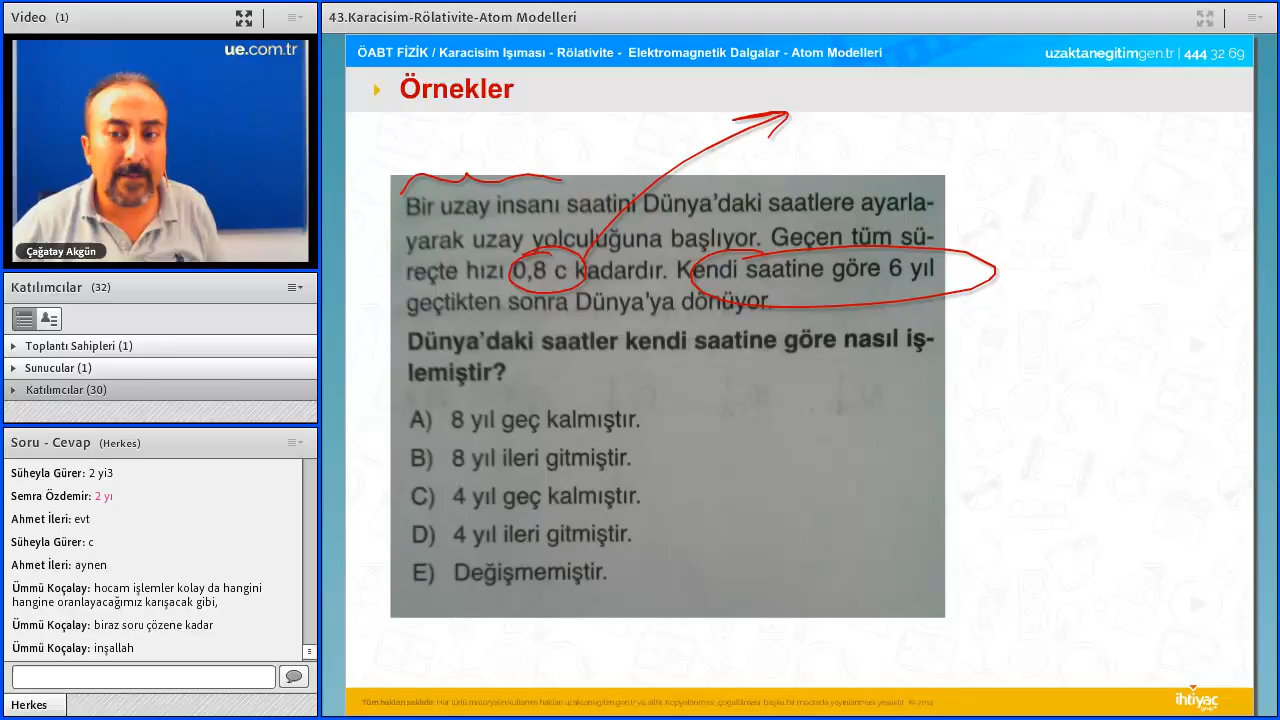 Video (1)
43.Karacisim-Rölativite-Atom Modelleri
ue.com.tr
Çağatay Akgün
ÖABT FİZİK / Karacisim Işıması - Rölativite - Elektromagnetik Dalgalar - Atom Modelleri
uzaktanegitimgen.tr | 444 32 69
Örnekler
Bir uzay insanı saatini Dünya'daki saatlere ayarla-
yarak uzay yolculuğuna başlıyor. Geçen tüm sü-
reçte hızı 0,8 c kadardır. Kendi saatine göre 6 yıl
geçtikten sonra Dünya'ya dönüyor.
Dünya'daki saatler kendi saatine göre nasıl iş-
lemiştir?
A) 8 yıl geç kalmıştır.
B) 8 yıl ileri gitmiştir.
C) 4 yıl geç kalmıştır.
D) 4 yıl ileri gitmiştir.
E) Değişmemiştir.
Katılımcılar (32)
Toplantı Sahipleri (1)
Sunucular (1)
Katılımcılar (30)
Soru - Cevap (Herkes)
Süheyla Gürer: 2 yi3
Semra Özdemir: 2 yı
Ahmet İleri: evt
Süheyla Gürer: c
Ahmet İleri: aynen
Ümmü Koçalay: hocam işlemler kolay da hangini
hangine oranlayacağımız karışacak gibi,
Ümmü Koçalay: biraz soru çözene kadar
Ümmü Koçalay: inşallah
Herkes
Tüm hakları saklıdır.
ihtiyaç